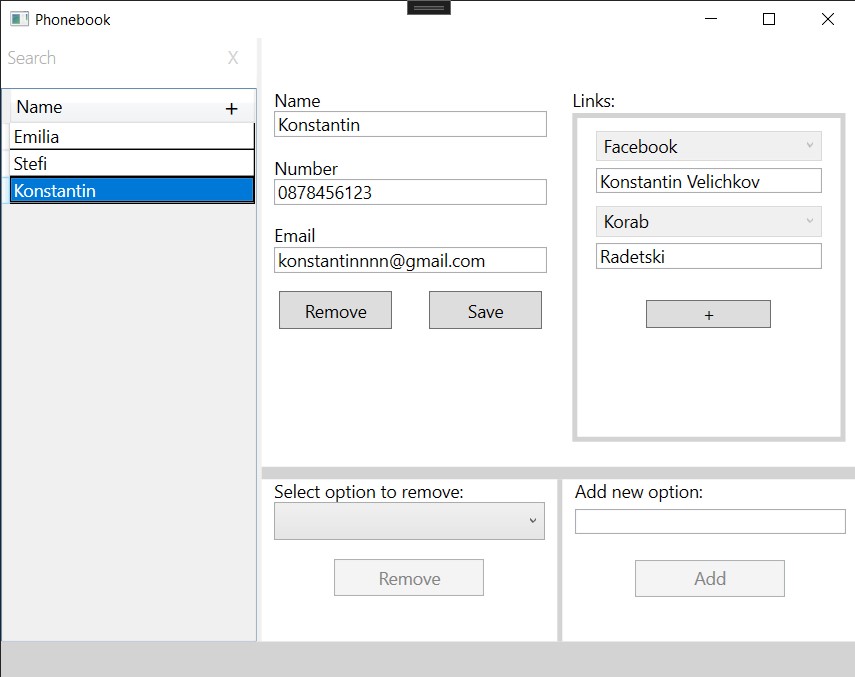 Phonebook
Search X
Name +
Emilia
Stefi
Konstantin
Name
Konstantin
Number
0878456123
Email
konstantinnnn@gmail.com
Remove Save
Links:
Facebook
Konstantin Velichkov
Korab
Radetski
+
Select option to remove:
Remove
Add new option:
Add